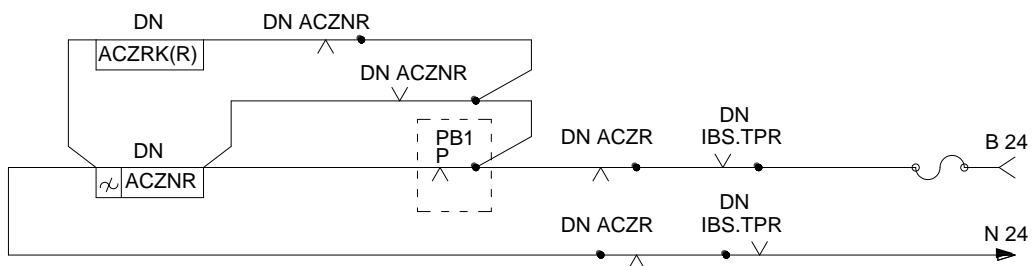 DN
DN ACZNR
ACZRK(R)
DN ACZNR
PB1
P
DN
DN ACZR
DN
IBS.TPR
B 24
ACZNR
DN ACZR
DN
IBS.TPR
N 24